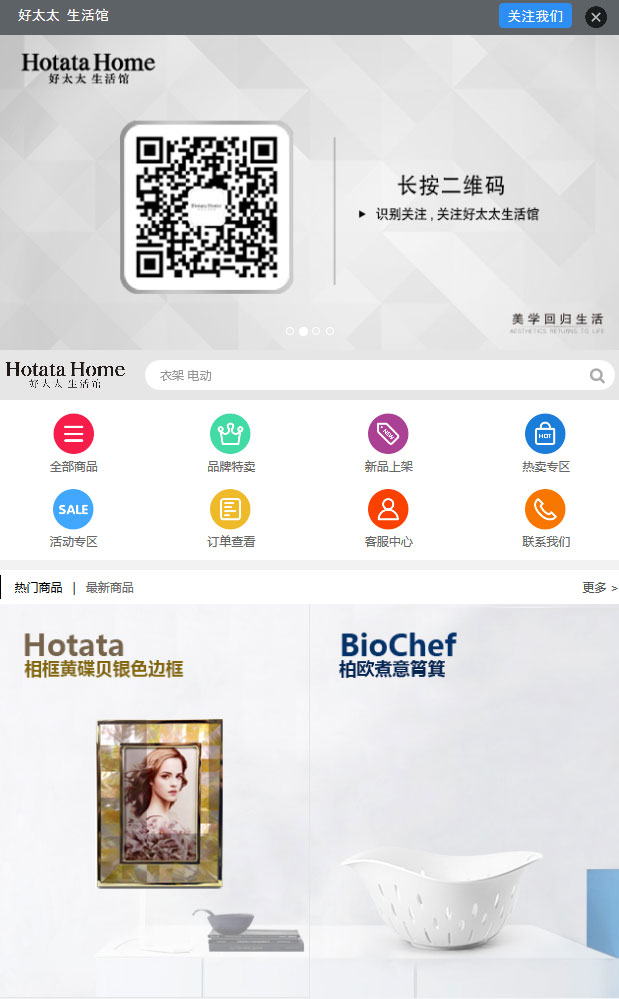 好太太 生活馆
关注我们
Hotata Home
好太太 生活馆
长按二维码
识别关注，关注好太太生活馆
美学回归生活
AESTHETICS RETURNS TO LIFE
Hotata Home
好太太 生活馆
衣架 电动
全部商品
品牌特卖
NEW
新品上架
HOT
热卖专区
SALE
活动专区
订单查看
客服中心
联系我们
热门商品 | 最新商品
更多 >
Hotata
相框黄碟贝银色边框
BioChef
柏欧煮意筲箕